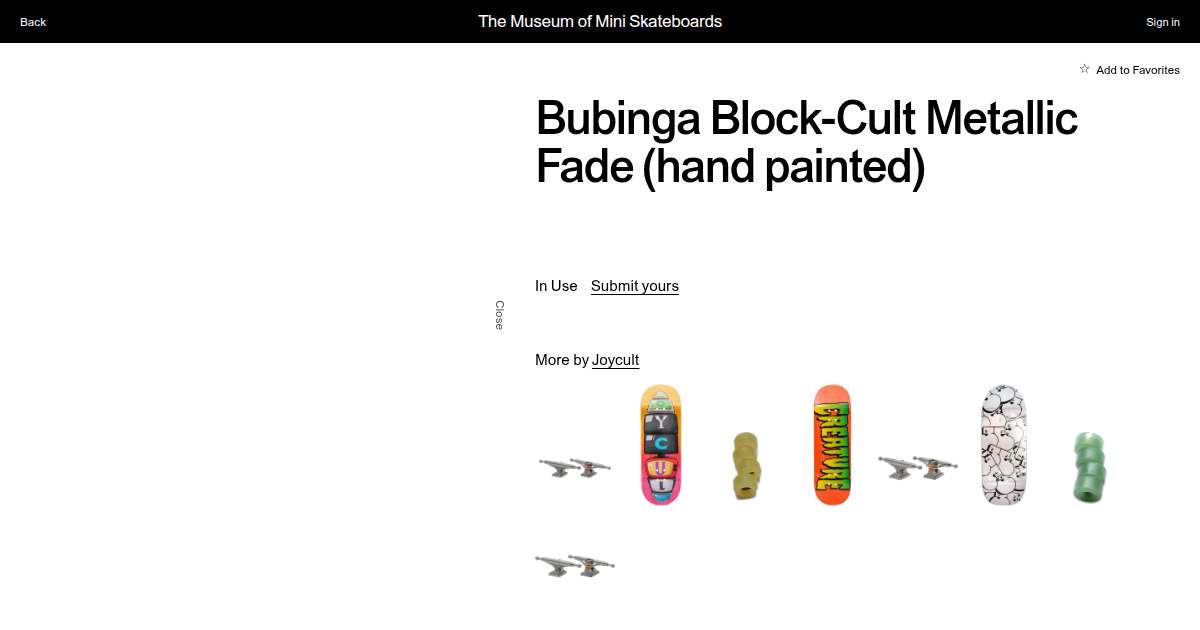 Back
The Museum of Mini Skateboards
Sign in
☆ Add to Favorites
Bubinga Block-Cult Metallic
Fade (hand painted)
In Use Submit yours
Close
More by Joycult
Y
C
U
L
CREATURE